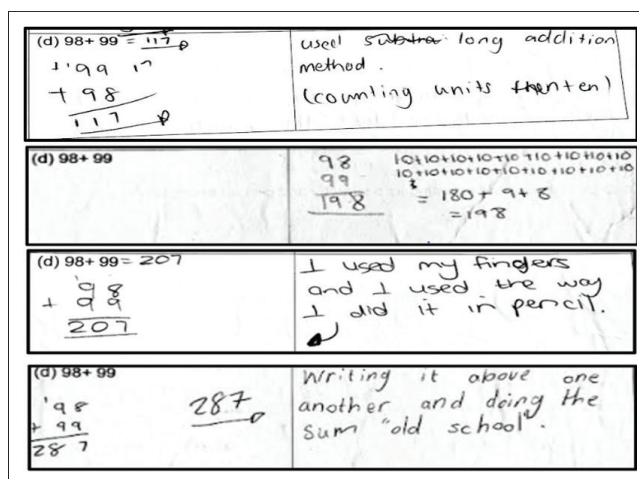 (d) 98+ 99 = 117
+ 99 17
+ 98
117
used subtra long addition
method.
(counting units then ten)
(d) 98+ 99
98
99
198
10+10+10+10+10+10+10+10+10
10+10+10+10+10+10+10+10+10
= 180 + 9 + 8
= 198
(d) 98+ 99 = 207
1
98
+ 99
207
I used my fingers
and I used the way
I did it in pencil.
(d) 98+ 99
1
98
+ 99
287
287
Writing it above one
another and doing the
sum "old school".